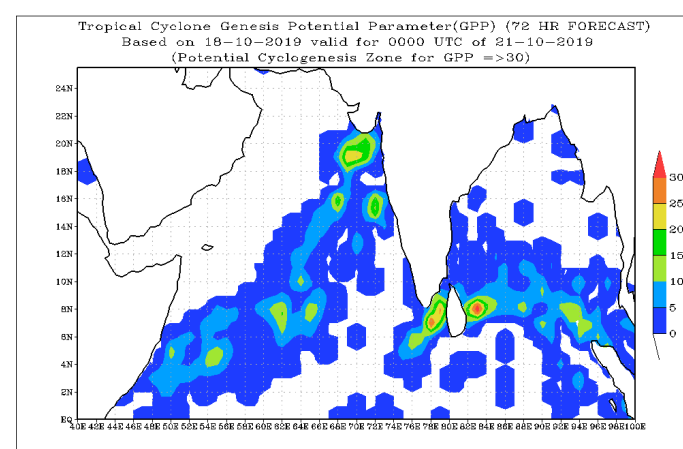 Tropical Cyclone Genesis Potential Parameter(GPP) (72 HR FORECAST)
Based on 18-10-2019 valid for 0000 UTC of 21-10-2019
(Potential Cyclogenesis Zone for GPP =>30)
24N
22N
20N
18N
16N
14N
12N
10N
8N
6N
4N
2N
EQ
40E 42E 44E 46E 48E 50E 52E 54E 56E 58E 60E 62E 64E 66E 68E 70E 72E 74E 76E 78E 80E 82E 84E 86E 88E 90E 92E 94E 96E 98E 100E
30
25
20
15
10
5
0